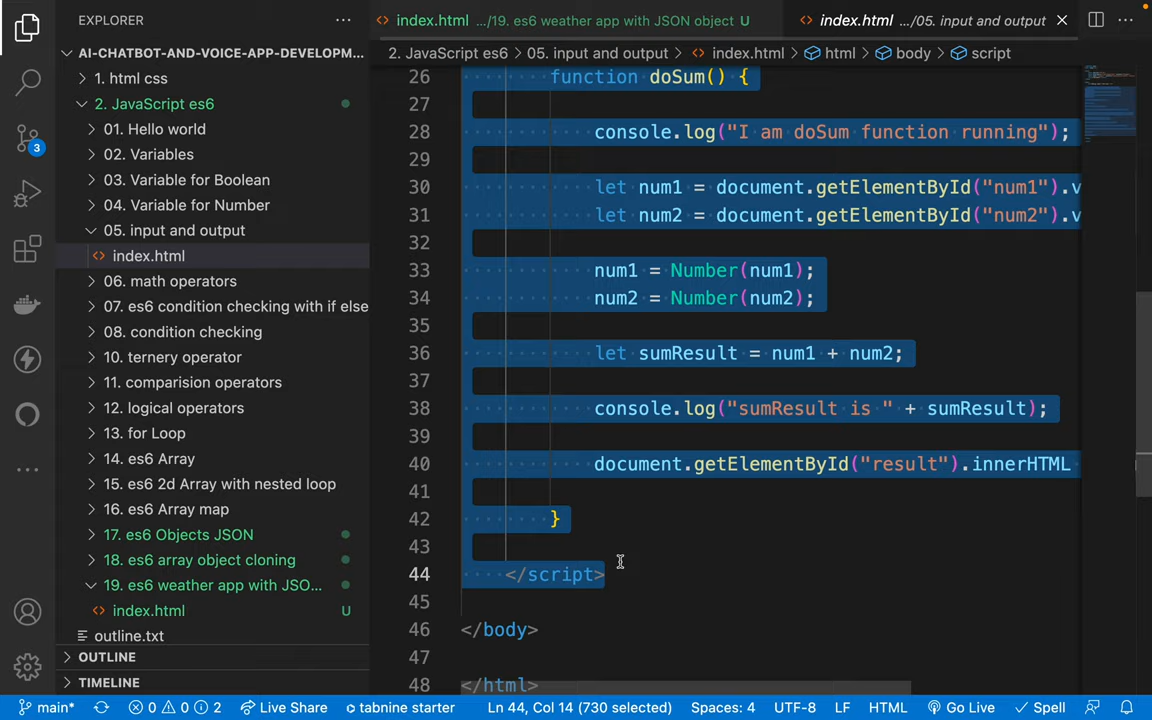 EXPLORER
AI-CHATBOT-AND-VOICE-APP-DEVELOPM...
1. html css
2. JavaScript es6
01. Hello world
02. Variables
03. Variable for Boolean
04. Variable for Number
05. input and output
index.html
06. math operators
07. es6 condition checking with if else
08. condition checking
10. ternery operator
11. comparision operators
12. logical operators
13. for Loop
14. es6 Array
15. es6 2d Array with nested loop
16. es6 Array map
17. es6 Objects JSON
18. es6 array object cloning
19. es6 weather app with JSO...
index.html U
outline.txt
OUTLINE
TIMELINE
3
index.html .../19. es6 weather app with JSON object U
index.html .../05. input and output
2. JavaScript es6 > 05. input and output > index.html > html > body > script
26 function doSum() {
27
28 console.log("I am doSum function running");
29
30 let num1 = document.getElementById("num1").v
31 let num2 = document.getElementById("num2").v
32
33 num1 = Number(num1);
34 num2 = Number(num2);
35
36 let sumResult = num1 + num2;
37
38 console.log("sumResult is " + sumResult);
39
40 document.getElementById("result").innerHTML
41
42 }
43
44 </script>
45
46 </body>
47
48 </html>
main* 0 0 2 Live Share tabnine starter Ln 44, Col 14 (730 selected) Spaces: 4 UTF-8 LF HTML Go Live Spell